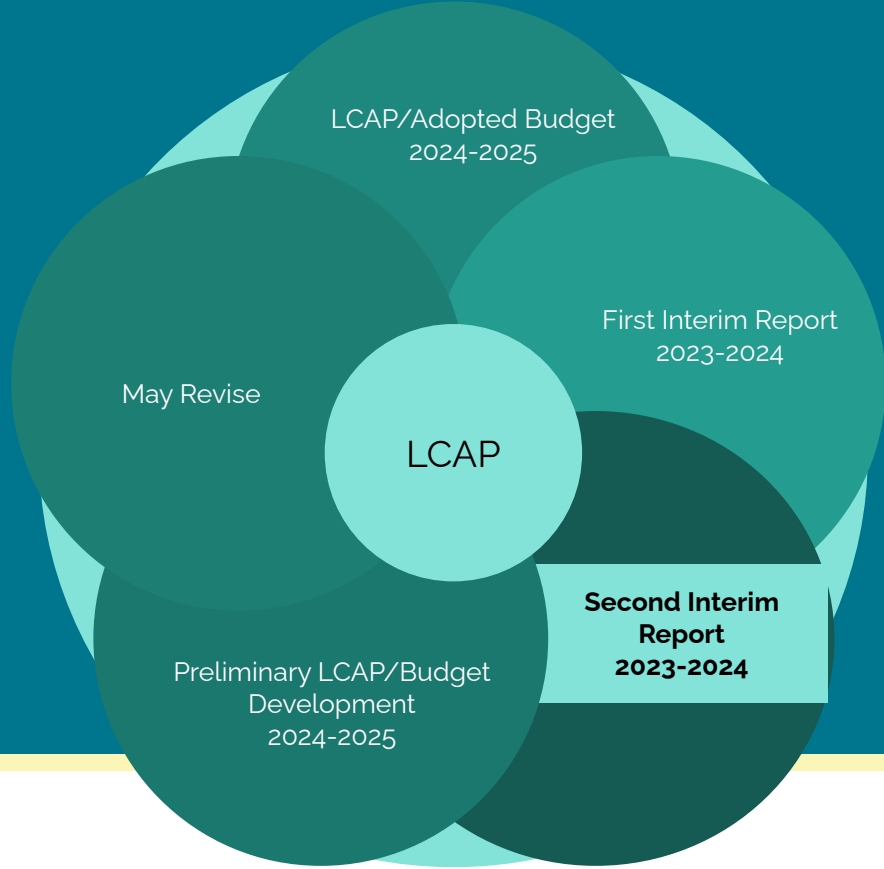 LCAP/Adopted Budget
2024-2025
First Interim Report
2023-2024
May Revise
LCAP
Second Interim
Report
2023-2024
Preliminary LCAP/Budget
Development
2024-2025